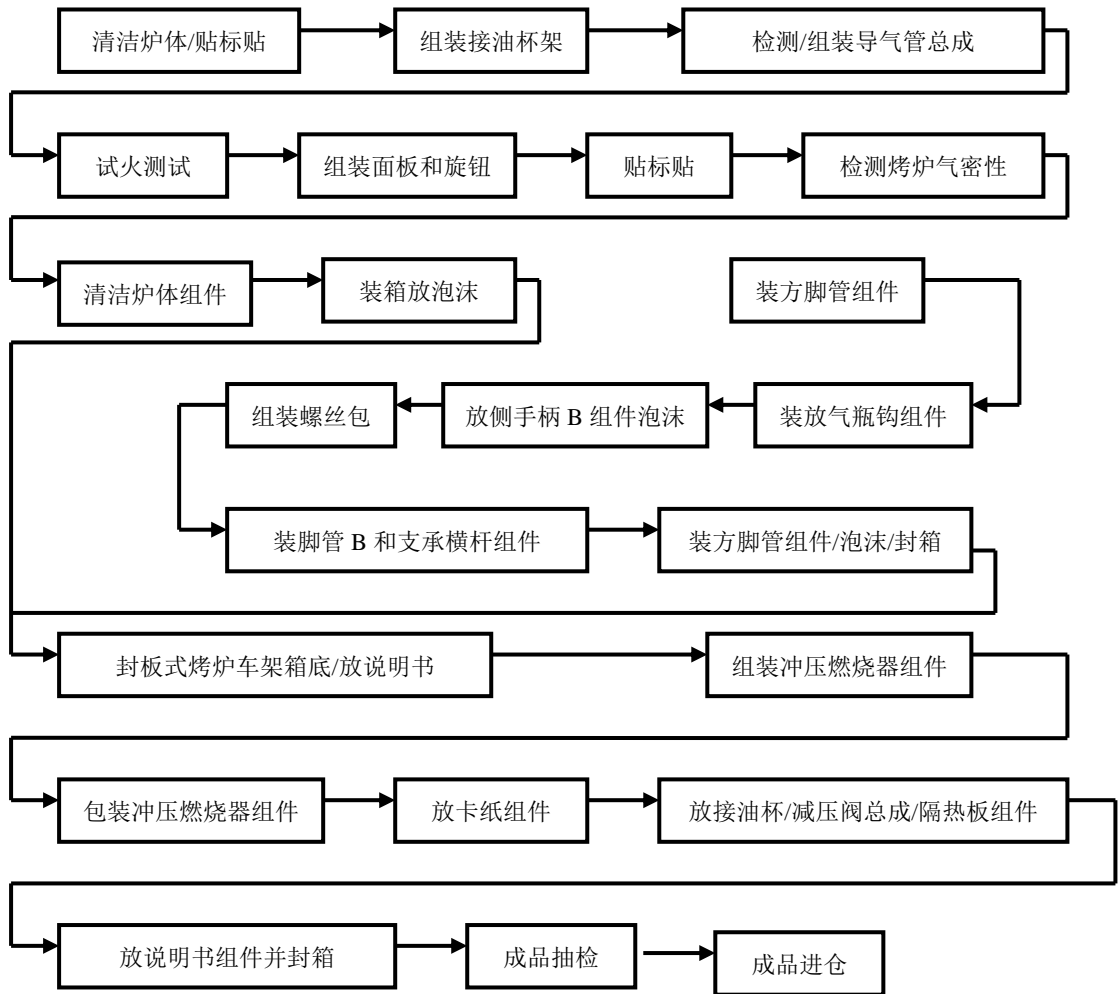 清洁炉体/贴标贴
组装接油杯架
检测/组装导气管总成
试火测试
组装面板和旋钮
贴标贴
检测烤炉气密性
清洁炉体组件
装箱放泡沫
装方脚管组件
组装螺丝包
放侧手柄 B 组件泡沫
装放气瓶钩组件
装脚管 B 和支承横杆组件
装方脚管组件/泡沫/封箱
封板式烤炉车架箱底/放说明书
组装冲压燃烧器组件
包装冲压燃烧器组件
放卡纸组件
放接油杯/减压阀总成/隔热板组件
放说明书组件并封箱
成品抽检
成品进仓